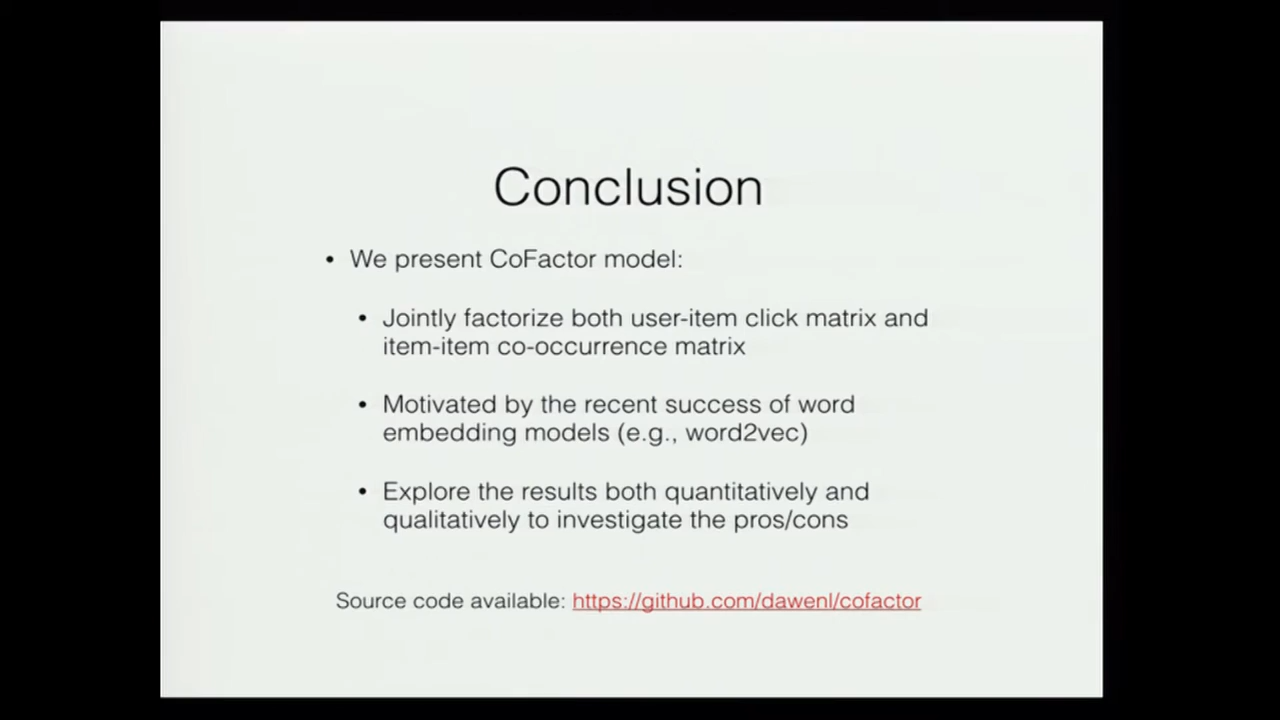 Conclusion
• We present CoFactor model:
• Jointly factorize both user-item click matrix and
item-item co-occurrence matrix
• Motivated by the recent success of word
embedding models (e.g., word2vec)
• Explore the results both quantitatively and
qualitatively to investigate the pros/cons
Source code available: https://github.com/dawenl/cofactor